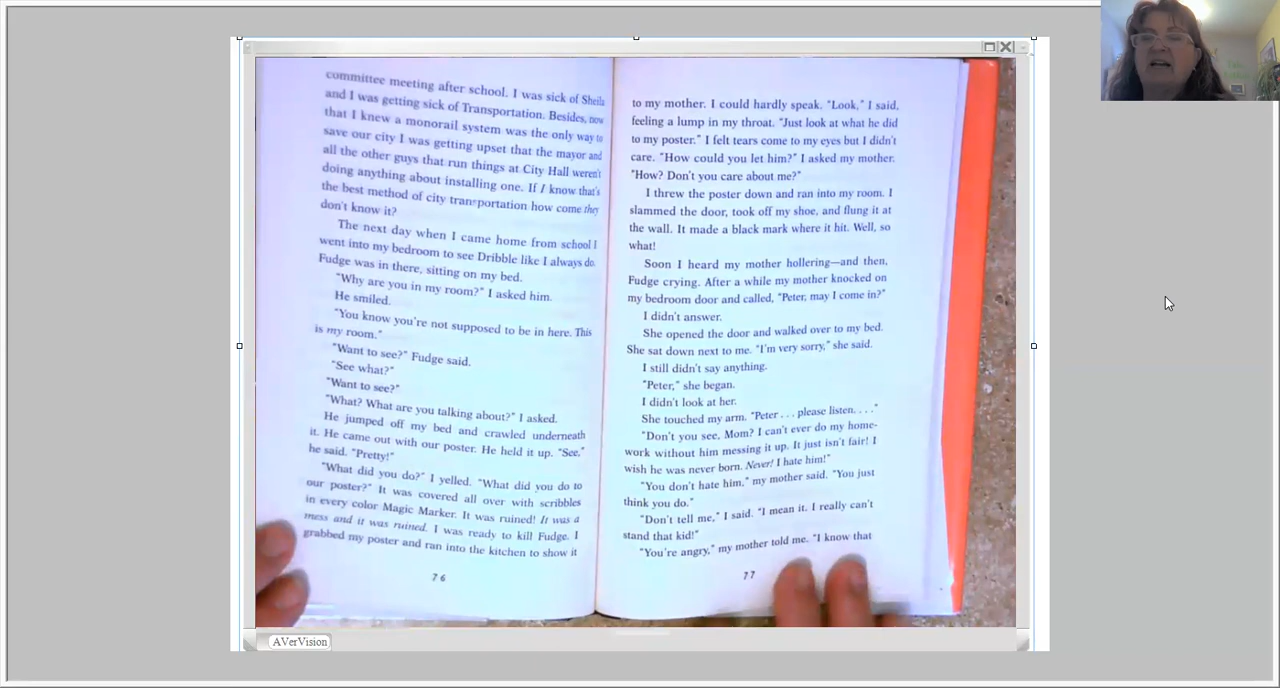 committee meeting after school. I was sick of Sheila
and I was getting sick of Transportation. Besides, now
that I knew a monorail system was the only way to
save our city I was getting upset that the mayor and
all the other guys that run things at City Hall weren't
doing anything about installing one. If I know that's
the best method of city transportation how come they
don't know it?
The next day when I came home from school I
went into my bedroom to see Dribble like I always do.
Fudge was in there, sitting on my bed.
"Why are you in my room?" I asked him.
He smiled.
"You know you're not supposed to be in here. This
is my room."
"Want to see?" Fudge said.
"See what?"
"Want to see?"
"What? What are you talking about?" I asked.
He jumped off my bed and crawled underneath
it. He came out with our poster. He held it up. "See,"
he said. "Pretty!"
"What did you do?" I yelled. "What did you do to
our poster?" It was covered all over with scribbles
in every color Magic Marker. It was ruined! It was a
mess and it was ruined. I was ready to kill Fudge. I
grabbed my poster and ran into the kitchen to show it
76
to my mother. I could hardly speak. "Look," I said,
feeling a lump in my throat. "Just look at what he did
to my poster." I felt tears come to my eyes but I didn't
care. "How could you let him?" I asked my mother.
"How? Don't you care about me?"
I threw the poster down and ran into my room. I
slammed the door, took off my shoe, and flung it at
the wall. It made a black mark where it hit. Well, so
what!
Soon I heard my mother hollering—and then,
Fudge crying. After a while my mother knocked on
my bedroom door and called, "Peter, may I come in?"
I didn't answer.
She opened the door and walked over to my bed.
She sat down next to me. "I'm very sorry," she said.
I still didn't say anything.
"Peter," she began.
I didn't look at her.
She touched my arm. "Peter . . . please listen. . . ."
"Don't you see, Mom? I can't ever do my home-
work without him messing it up. It just isn't fair! I
wish he was never born. Never! I hate him!"
"You don't hate him," my mother said. "You just
think you do."
"Don't tell me," I said. "I mean it. I really can't
stand that kid!"
"You're angry," my mother told me. "I know that
77
AVerVision